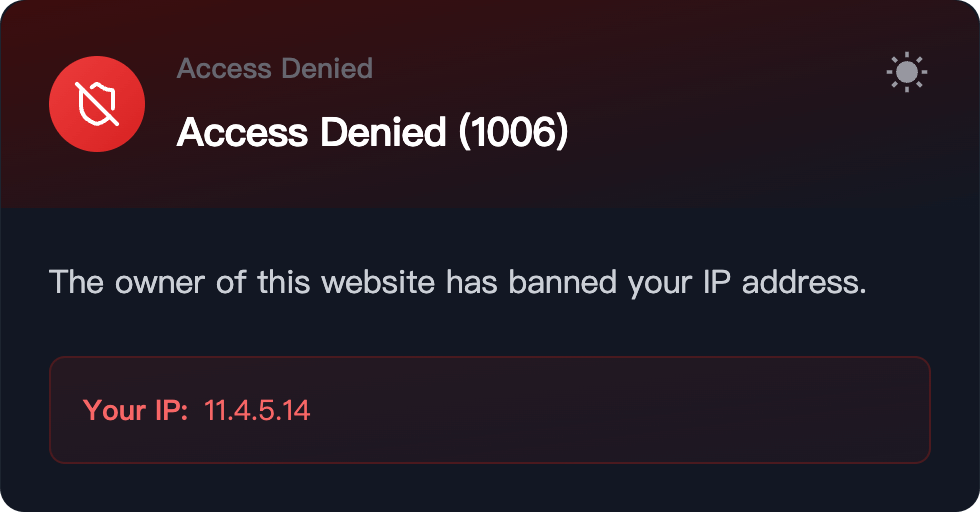 Access Denied
Access Denied (1006)
The owner of this website has banned your IP address.
Your IP: 11.4.5.14